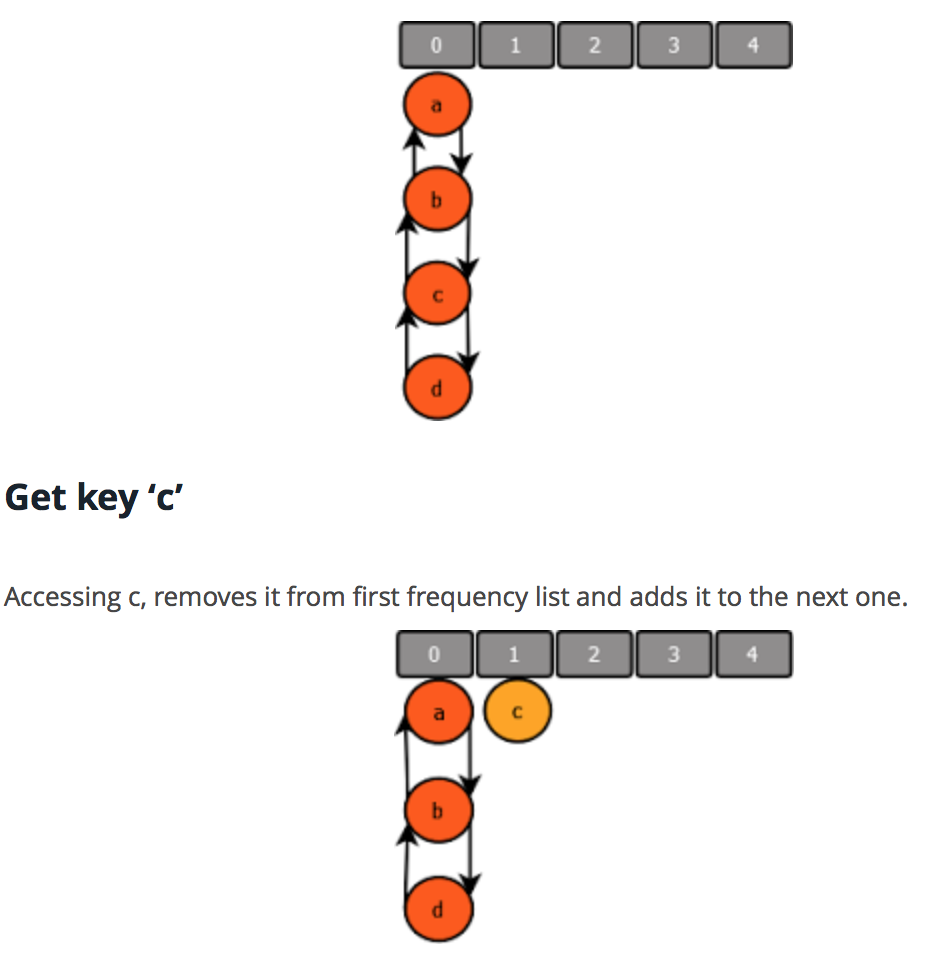 0 1 2 3 4
a
b
c
d
Get key ‘c’
Accessing c, removes it from first frequency list and adds it to the next one.
0 1 2 3 4
a c
b
d